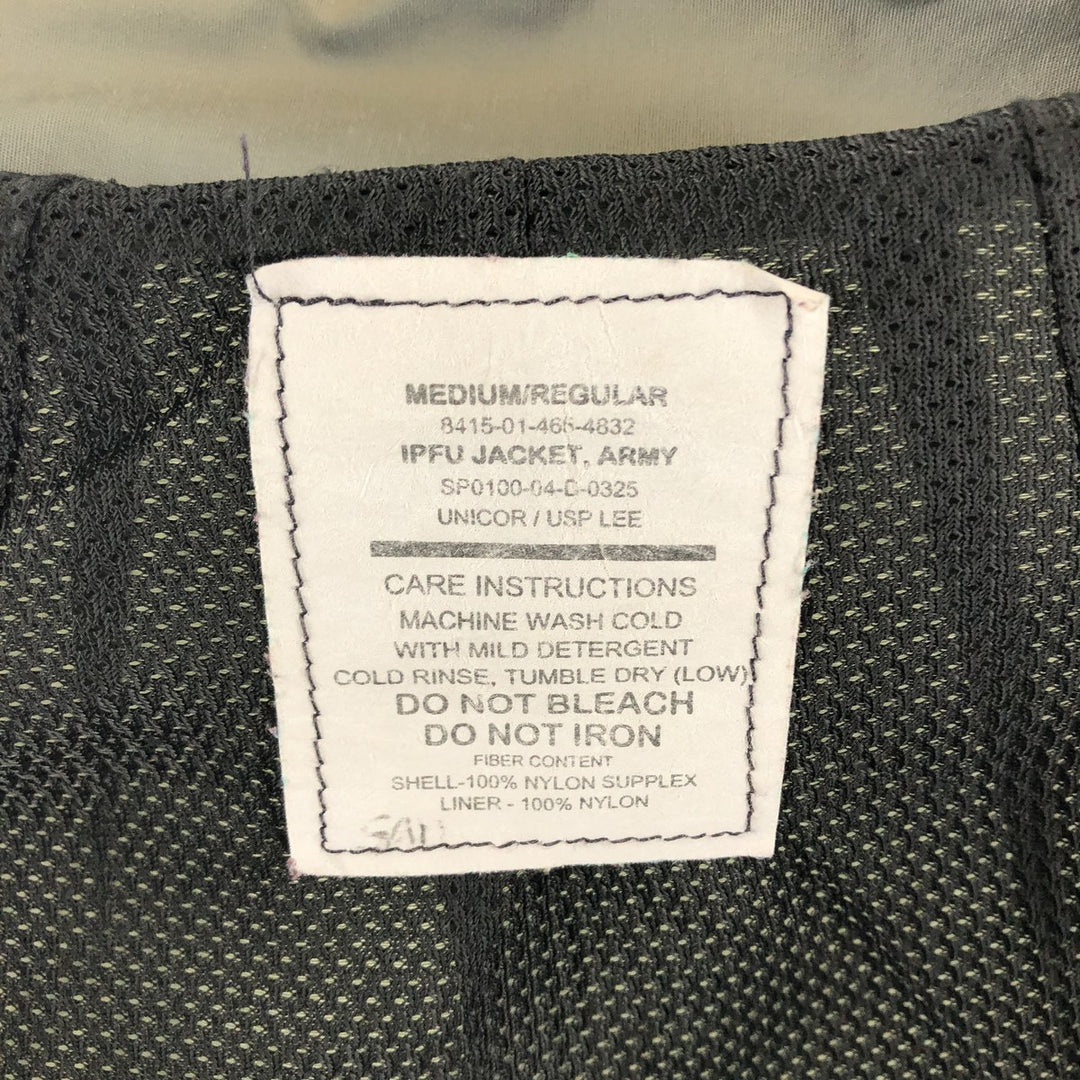 MEDIUM/REGULAR
8415-01-465-4832
IPFU JACKET, ARMY
SP0100-04-D-0325
UNICOR / USP LEE
CARE INSTRUCTIONS
MACHINE WASH COLD
WITH MILD DETERGENT
COLD RINSE, TUMBLE DRY (LOW)
DO NOT BLEACH
DO NOT IRON
FIBER CONTENT
SHELL-100% NYLON SUPPLEX
LINER - 100% NYLON